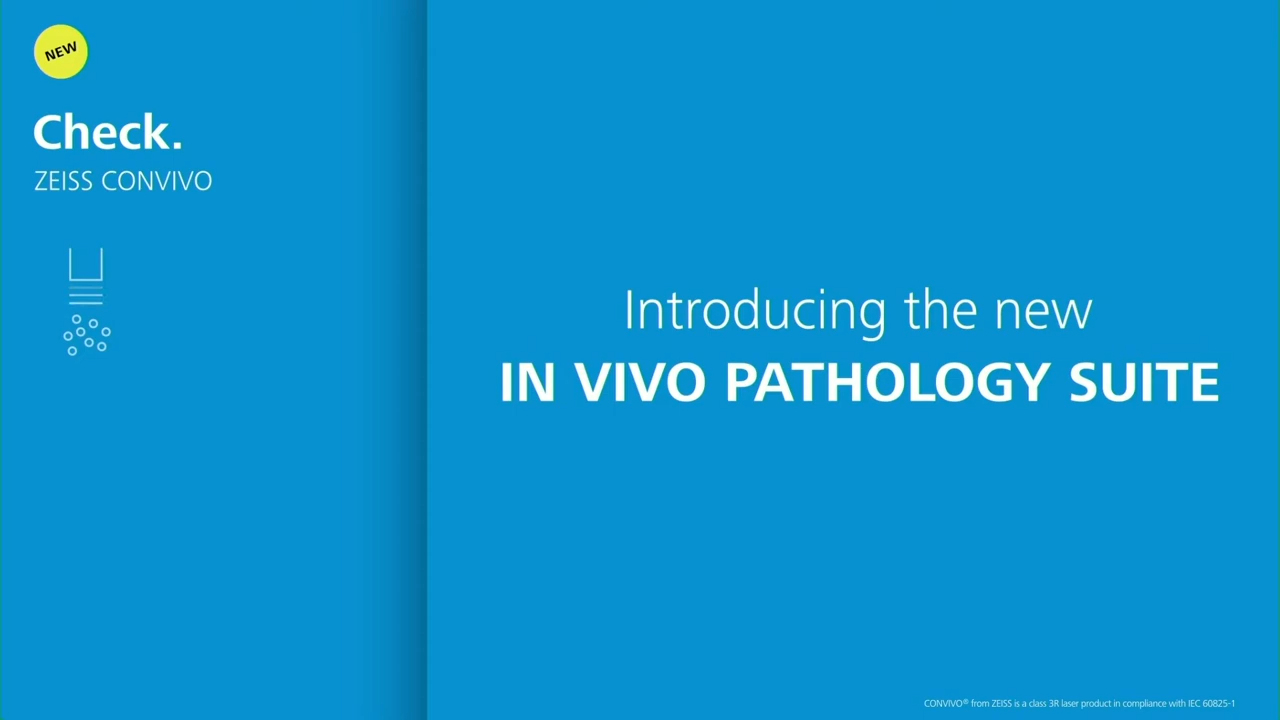 NEW
Check.
ZEISS CONVIVO
Introducing the new
IN VIVO PATHOLOGY SUITE
CONVIVO® from ZEISS is a class 3R laser product in compliance with IEC 60825-1